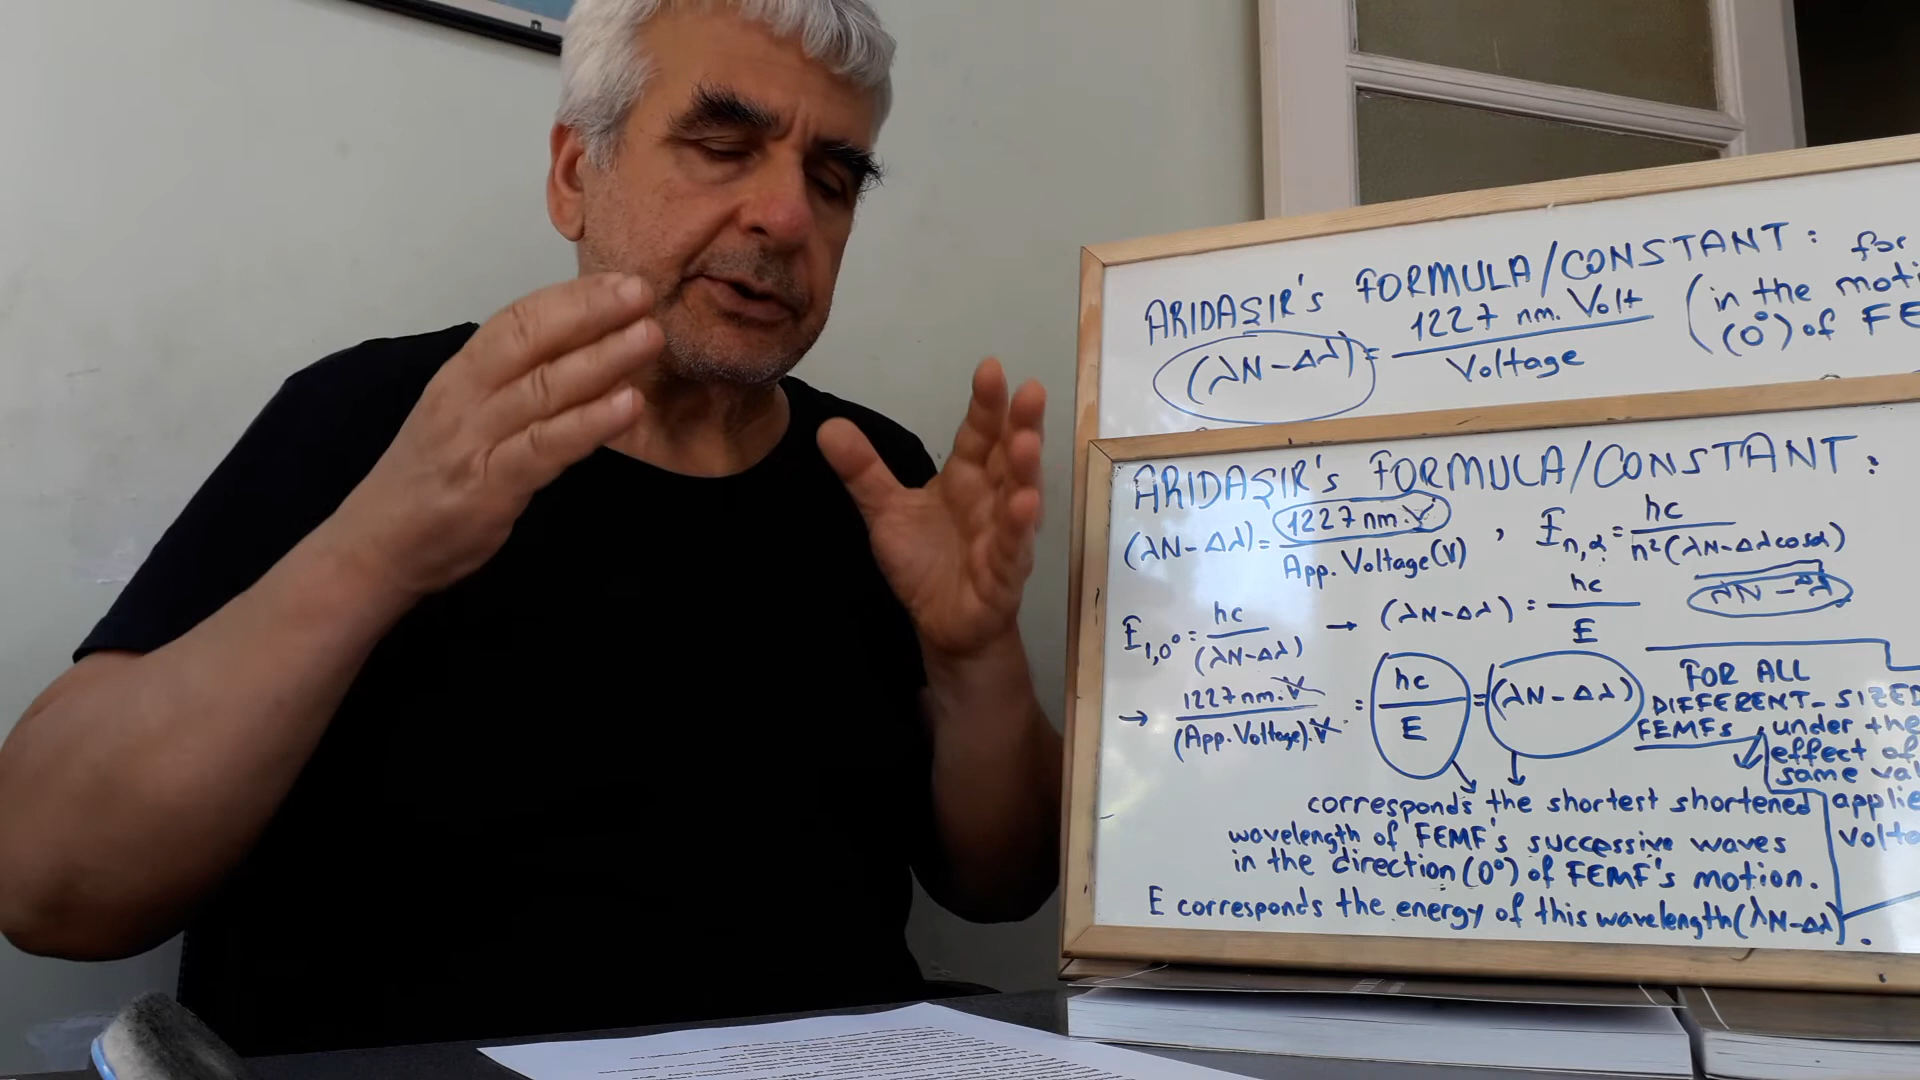 ARIDAŞIR's FORMULA/CONSTANT: for
(λN-Δλ) = 1227 nm. Volt / Voltage (in the moti
(0°) of FE
ARIDAŞIR's FORMULA/CONSTANT:
(λN-Δλ) = 1227 nm.V / App. Voltage(V) , E n,α = hc / n²(λN-Δλcosα)
E 1,0° = hc / (λN-Δλ) → (λN-Δλ) = hc / E
→ 1227 nm.V / (App. Voltage).V = hc / E = (λN-Δλ)
FOR ALL
DIFFERENT-SIZED
FEMFs, under the
effect of
same val
applie
Volta
corresponds the shortest shortened
wavelength of FEMF's successive waves
in the direction (0°) of FEMF's motion.
E corresponds the energy of this wavelength (λN-Δλ).